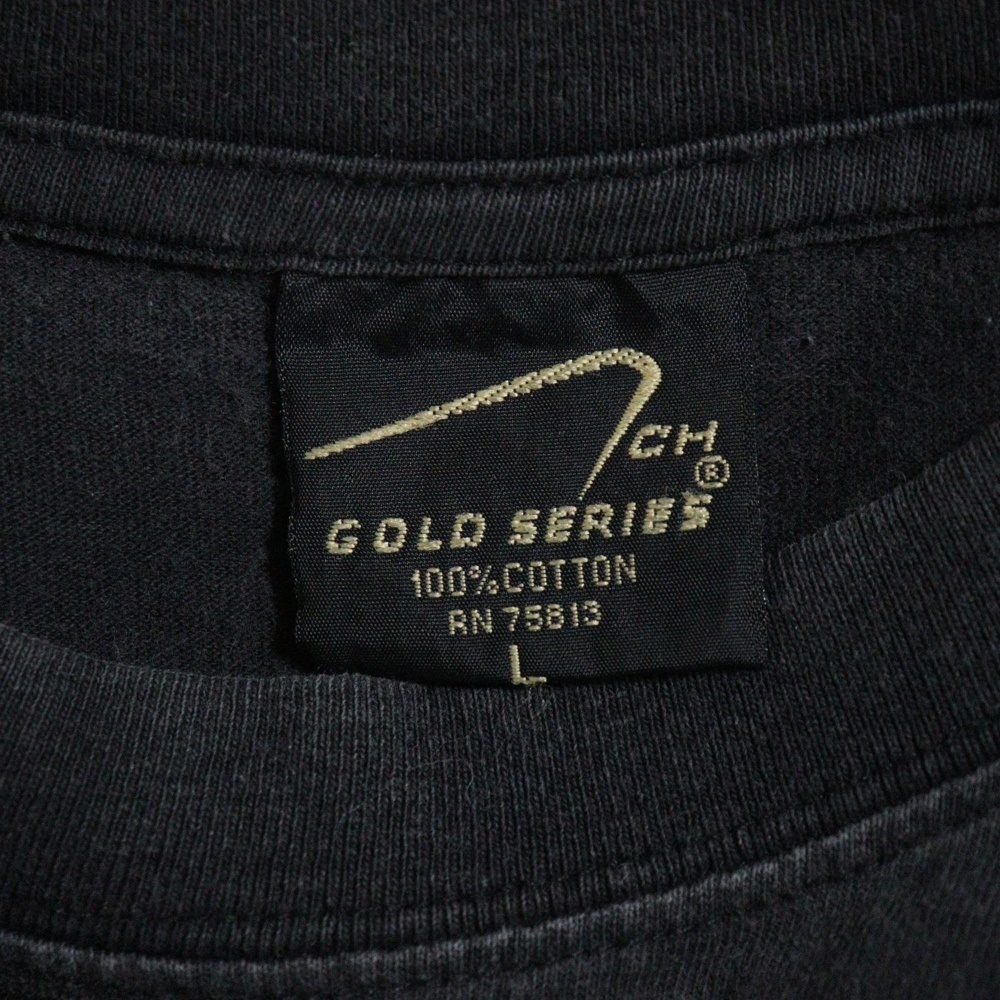 CH®
GOLD SERIES
100% COTTON
RN 75813
L